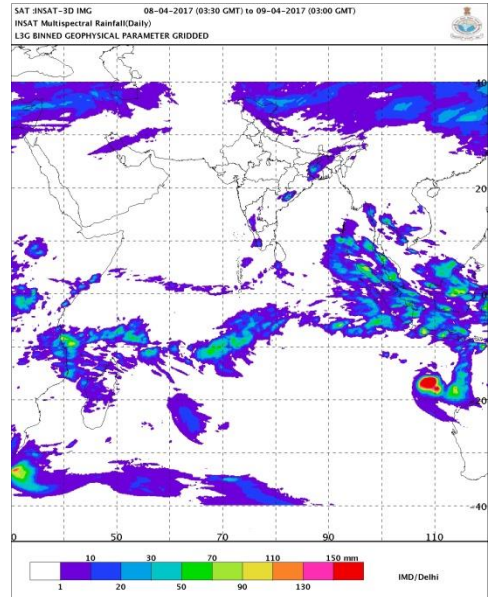 SAT :INSAT-3D IMG 08-04-2017 (03:30 GMT) to 09-04-2017 (03:00 GMT)
INSAT Multispectral Rainfall(Daily)
L3G BINNED GEOPHYSICAL PARAMETER GRIDDED
40
20
-20
-40
50 70 90 110
10 30 70 110 150 mm
1 20 50 90 130
IMD/Delhi